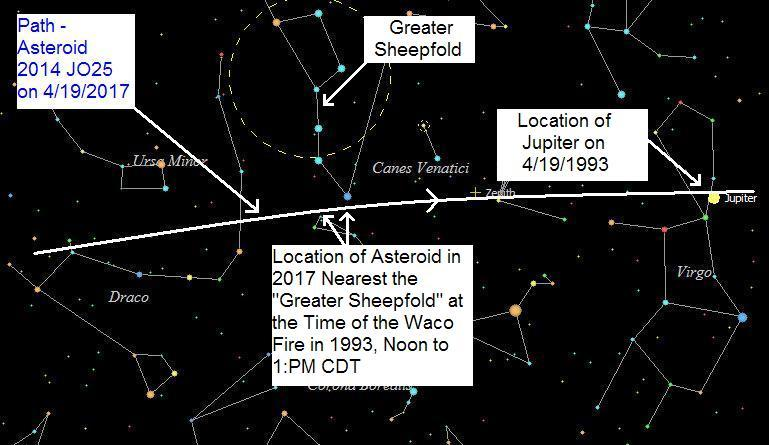 Path -
Asteroid
2014 JO25
on 4/19/2017
Greater
Sheepfold
Location of
Jupiter on
4/19/1993
Ursa Minor
Canes Venatici
Zenith
Jupiter
Location of Asteroid in
2017 Nearest the
"Greater Sheepfold" at
the Time of the Waco
Fire in 1993, Noon to
1:PM CDT
Virgo
Draco
Corona Borealis